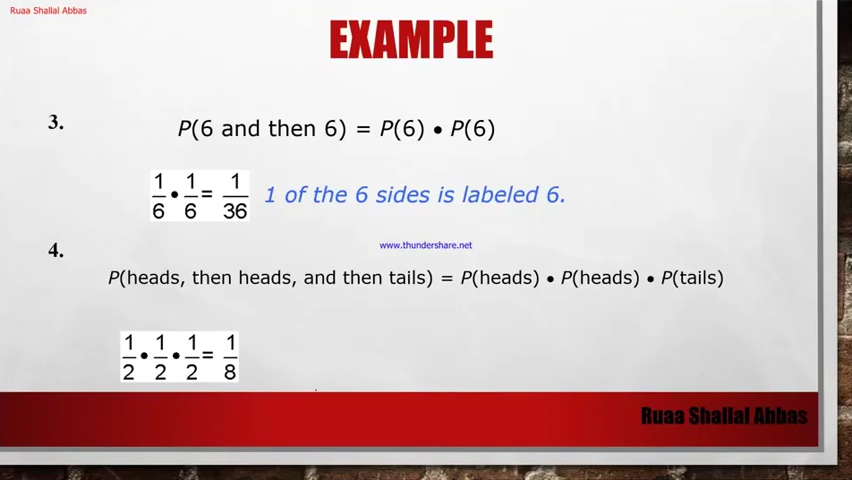 Ruaa Shallal Abbas
EXAMPLE
3.
P(6 and then 6) = P(6) • P(6)
1/6 • 1/6 = 1/36 1 of the 6 sides is labeled 6.
4.
www.thundershare.net
P(heads, then heads, and then tails) = P(heads) • P(heads) • P(tails)
1/2 • 1/2 • 1/2 = 1/8
Ruaa Shallal Abbas